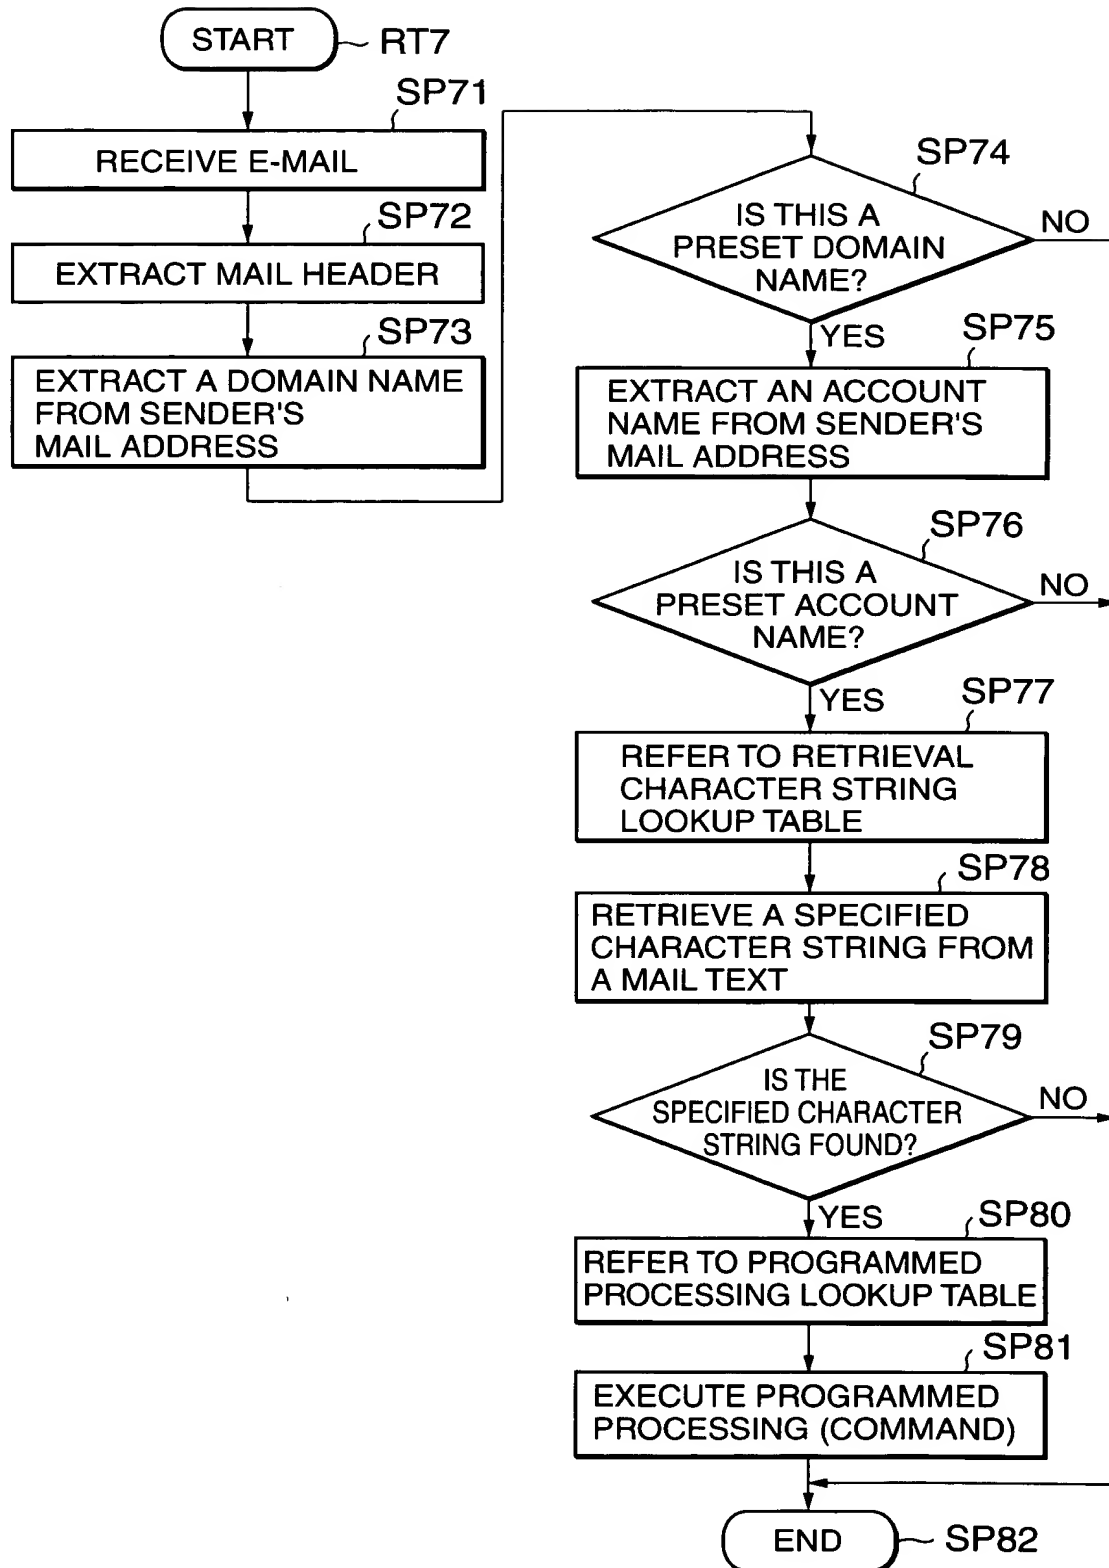 START
RT7
SP71
RECEIVE E-MAIL
SP72
EXTRACT MAIL HEADER
SP73
EXTRACT A DOMAIN NAME
FROM SENDER'S
MAIL ADDRESS
SP74
IS THIS A
PRESET DOMAIN
NAME?
NO
YES
SP75
EXTRACT AN ACCOUNT
NAME FROM SENDER'S
MAIL ADDRESS
SP76
IS THIS A
PRESET ACCOUNT
NAME?
NO
YES
SP77
REFER TO RETRIEVAL
CHARACTER STRING
LOOKUP TABLE
SP78
RETRIEVE A SPECIFIED
CHARACTER STRING FROM
A MAIL TEXT
SP79
IS THE
SPECIFIED CHARACTER
STRING FOUND?
NO
YES
SP80
REFER TO PROGRAMMED
PROCESSING LOOKUP TABLE
SP81
EXECUTE PROGRAMMED
PROCESSING (COMMAND)
END
SP82